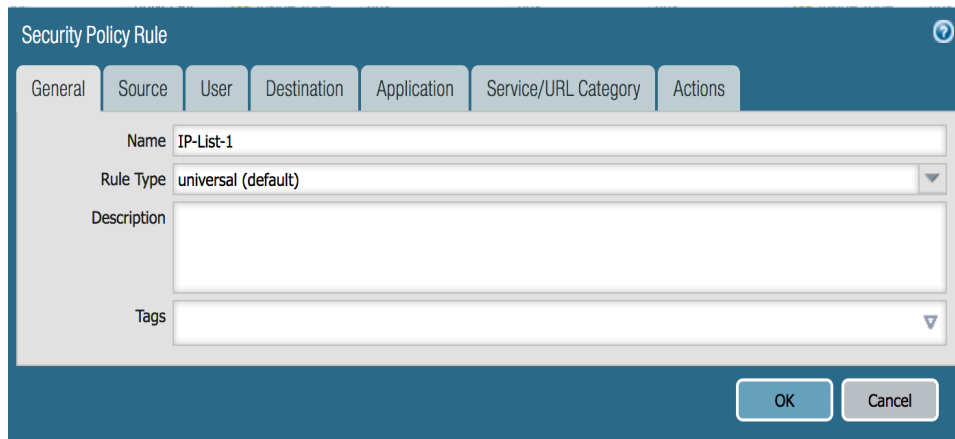 Security Policy Rule
General Source User Destination Application Service/URL Category Actions
Name IP-List-1
Rule Type universal (default)
Description
Tags
OK Cancel